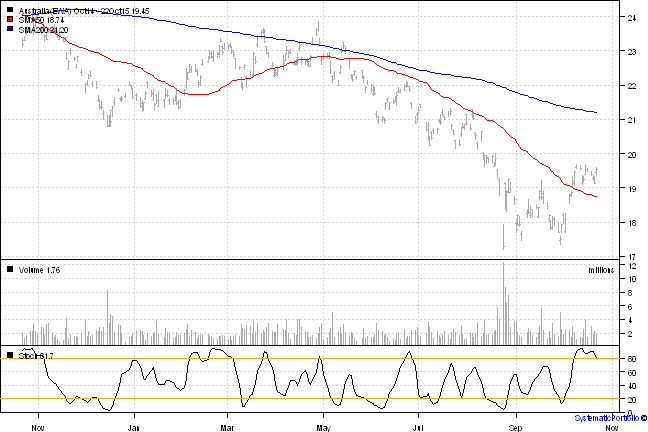 Australia(EWA) Oct14 - 22Oct15 19.45
SMA50 18.74
SMA200 21.20
24
23
22
21
20
19
18
17
Volume 1.76
millions
12
10
8
6
4
2
Stoch 81.7
80
60
40
20
0
Nov Jan Mar May Jul Sep Nov
SystematicPortfolio ©